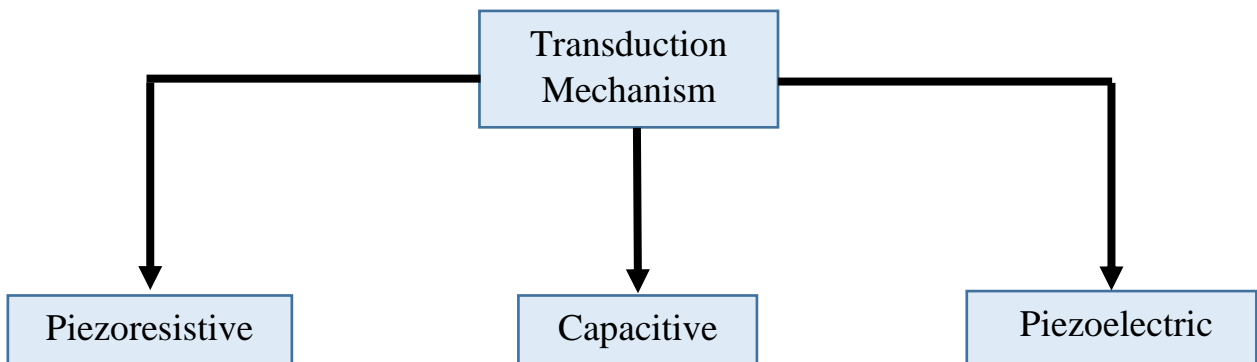 Transduction
Mechanism
Piezoresistive
Capacitive
Piezoelectric